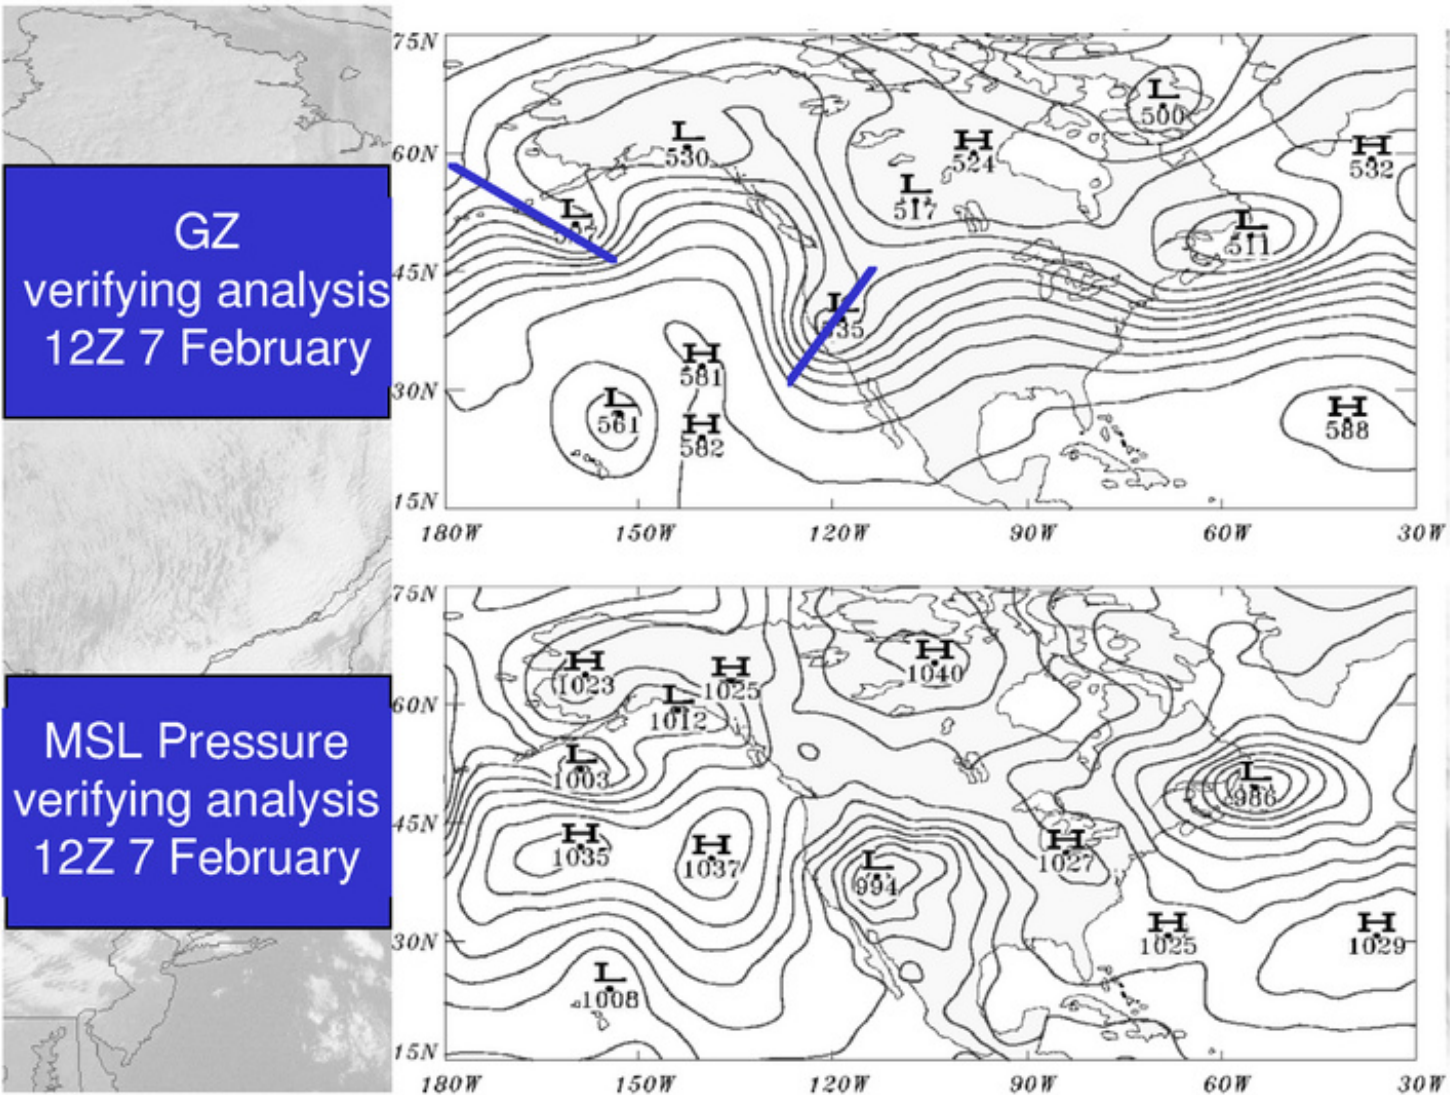 GZ
verifying analysis
12Z 7 February
75N
60N
45N
30N
15N
180W 150W 120W 90W 60W 30W
L
500
L
530
H
524
H
532
L
517
L
L
511
L
535
H
581
L
561
H
582
H
588
MSL Pressure
verifying analysis
12Z 7 February
75N
60N
45N
30N
15N
180W 150W 120W 90W 60W 30W
H
1023
H
1025
H
1040
L
1012
L
1003
L
986
H
1035
H
1037
L
994
H
1027
H
1025
H
1029
L
1008